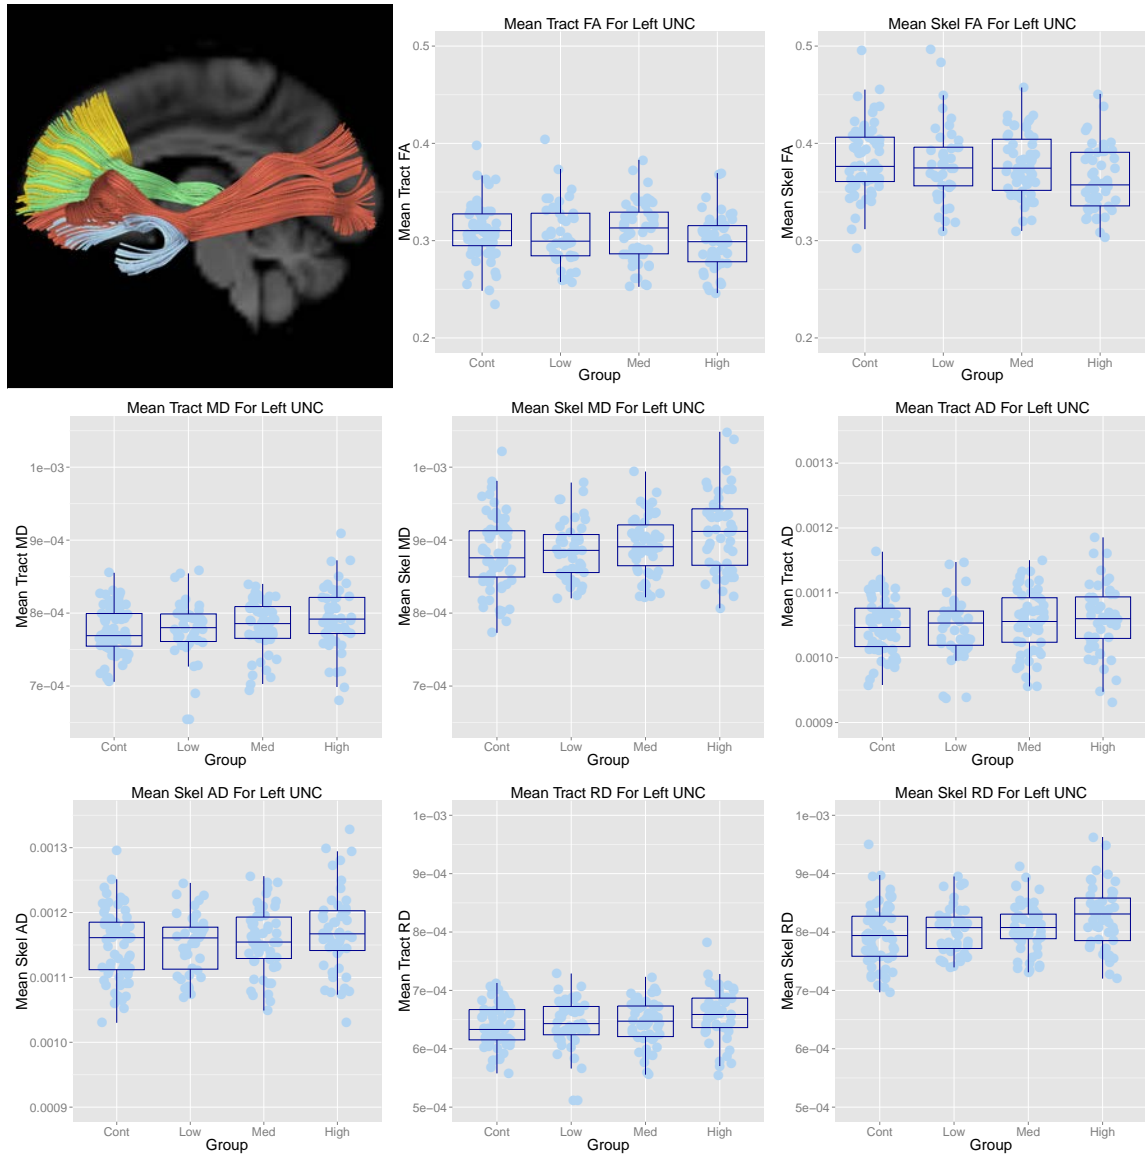 Mean Tract FA For Left UNC
0.5
0.4
0.3
0.2
Mean Tract FA
Cont Low Med High
Group
Mean Skel FA For Left UNC
0.5
0.4
0.3
0.2
Mean Skel FA
Cont Low Med High
Group
Mean Tract MD For Left UNC
1e−03
9e−04
8e−04
7e−04
Mean Tract MD
Cont Low Med High
Group
Mean Skel MD For Left UNC
1e−03
9e−04
8e−04
7e−04
Mean Skel MD
Cont Low Med High
Group
Mean Tract AD For Left UNC
0.0013
0.0012
0.0011
0.0010
0.0009
Mean Tract AD
Cont Low Med High
Group
Mean Skel AD For Left UNC
0.0013
0.0012
0.0011
0.0010
0.0009
Mean Skel AD
Cont Low Med High
Group
Mean Tract RD For Left UNC
1e−03
9e−04
8e−04
7e−04
6e−04
5e−04
Mean Tract RD
Cont Low Med High
Group
Mean Skel RD For Left UNC
1e−03
9e−04
8e−04
7e−04
6e−04
5e−04
Mean Skel RD
Cont Low Med High
Group